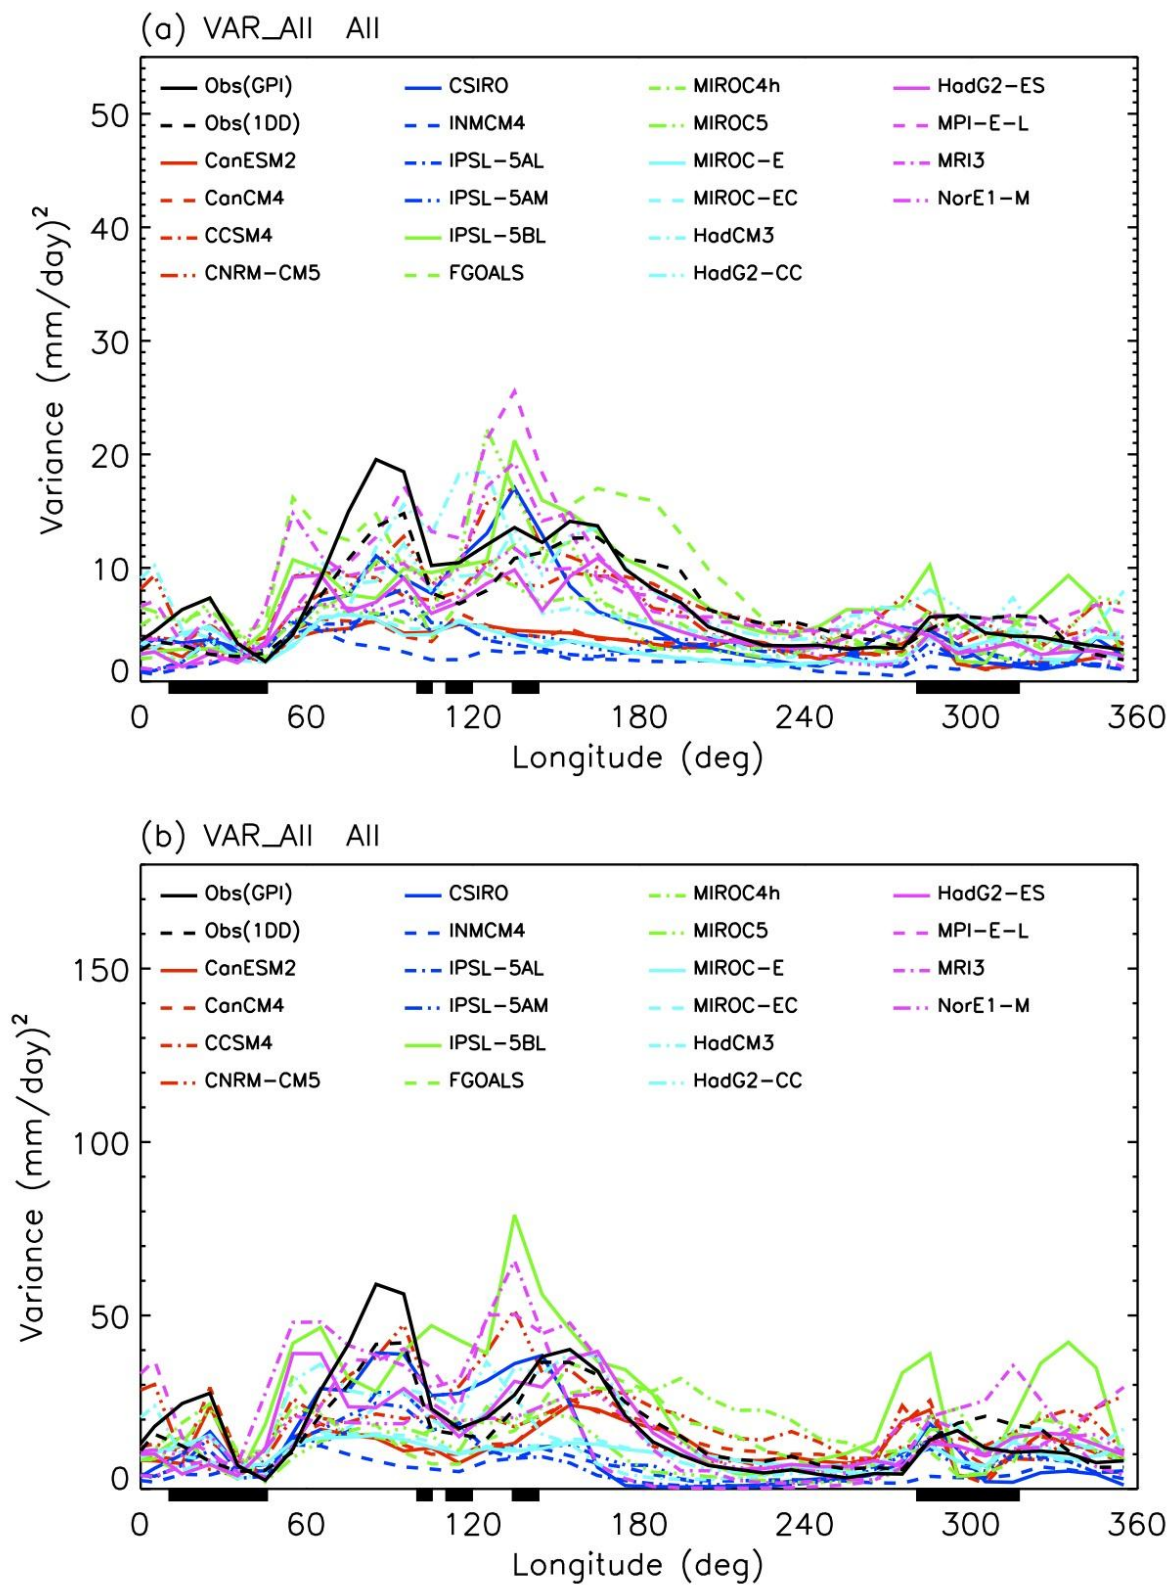 (a) VAR_All All
Obs(GPI) CSIRO MIROC4h HadG2-ES
Obs(1DD) INMCM4 MIROC5 MPI-E-L
CanESM2 IPSL-5AL MIROC-E MRI3
CanCM4 IPSL-5AM MIROC-EC NorE1-M
CCSM4 IPSL-5BL HadCM3
CNRM-CM5 FGOALS HadG2-CC
50
40
30
20
10
0
Variance (mm/day)²
0 60 120 180 240 300 360
Longitude (deg)
(b) VAR_All All
Obs(GPI) CSIRO MIROC4h HadG2-ES
Obs(1DD) INMCM4 MIROC5 MPI-E-L
CanESM2 IPSL-5AL MIROC-E MRI3
CanCM4 IPSL-5AM MIROC-EC NorE1-M
CCSM4 IPSL-5BL HadCM3
CNRM-CM5 FGOALS HadG2-CC
150
100
50
0
Variance (mm/day)²
0 60 120 180 240 300 360
Longitude (deg)